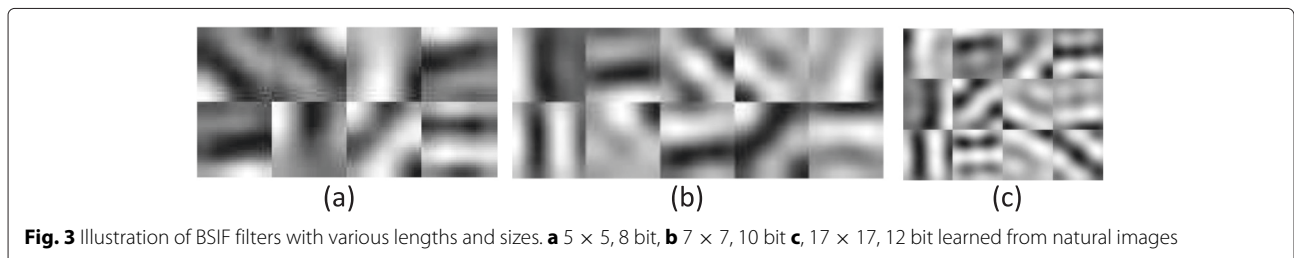 (a)
(b)
(c)
Fig. 3 Illustration of BSIF filters with various lengths and sizes. a 5 × 5, 8 bit, b 7 × 7, 10 bit c, 17 × 17, 12 bit learned from natural images